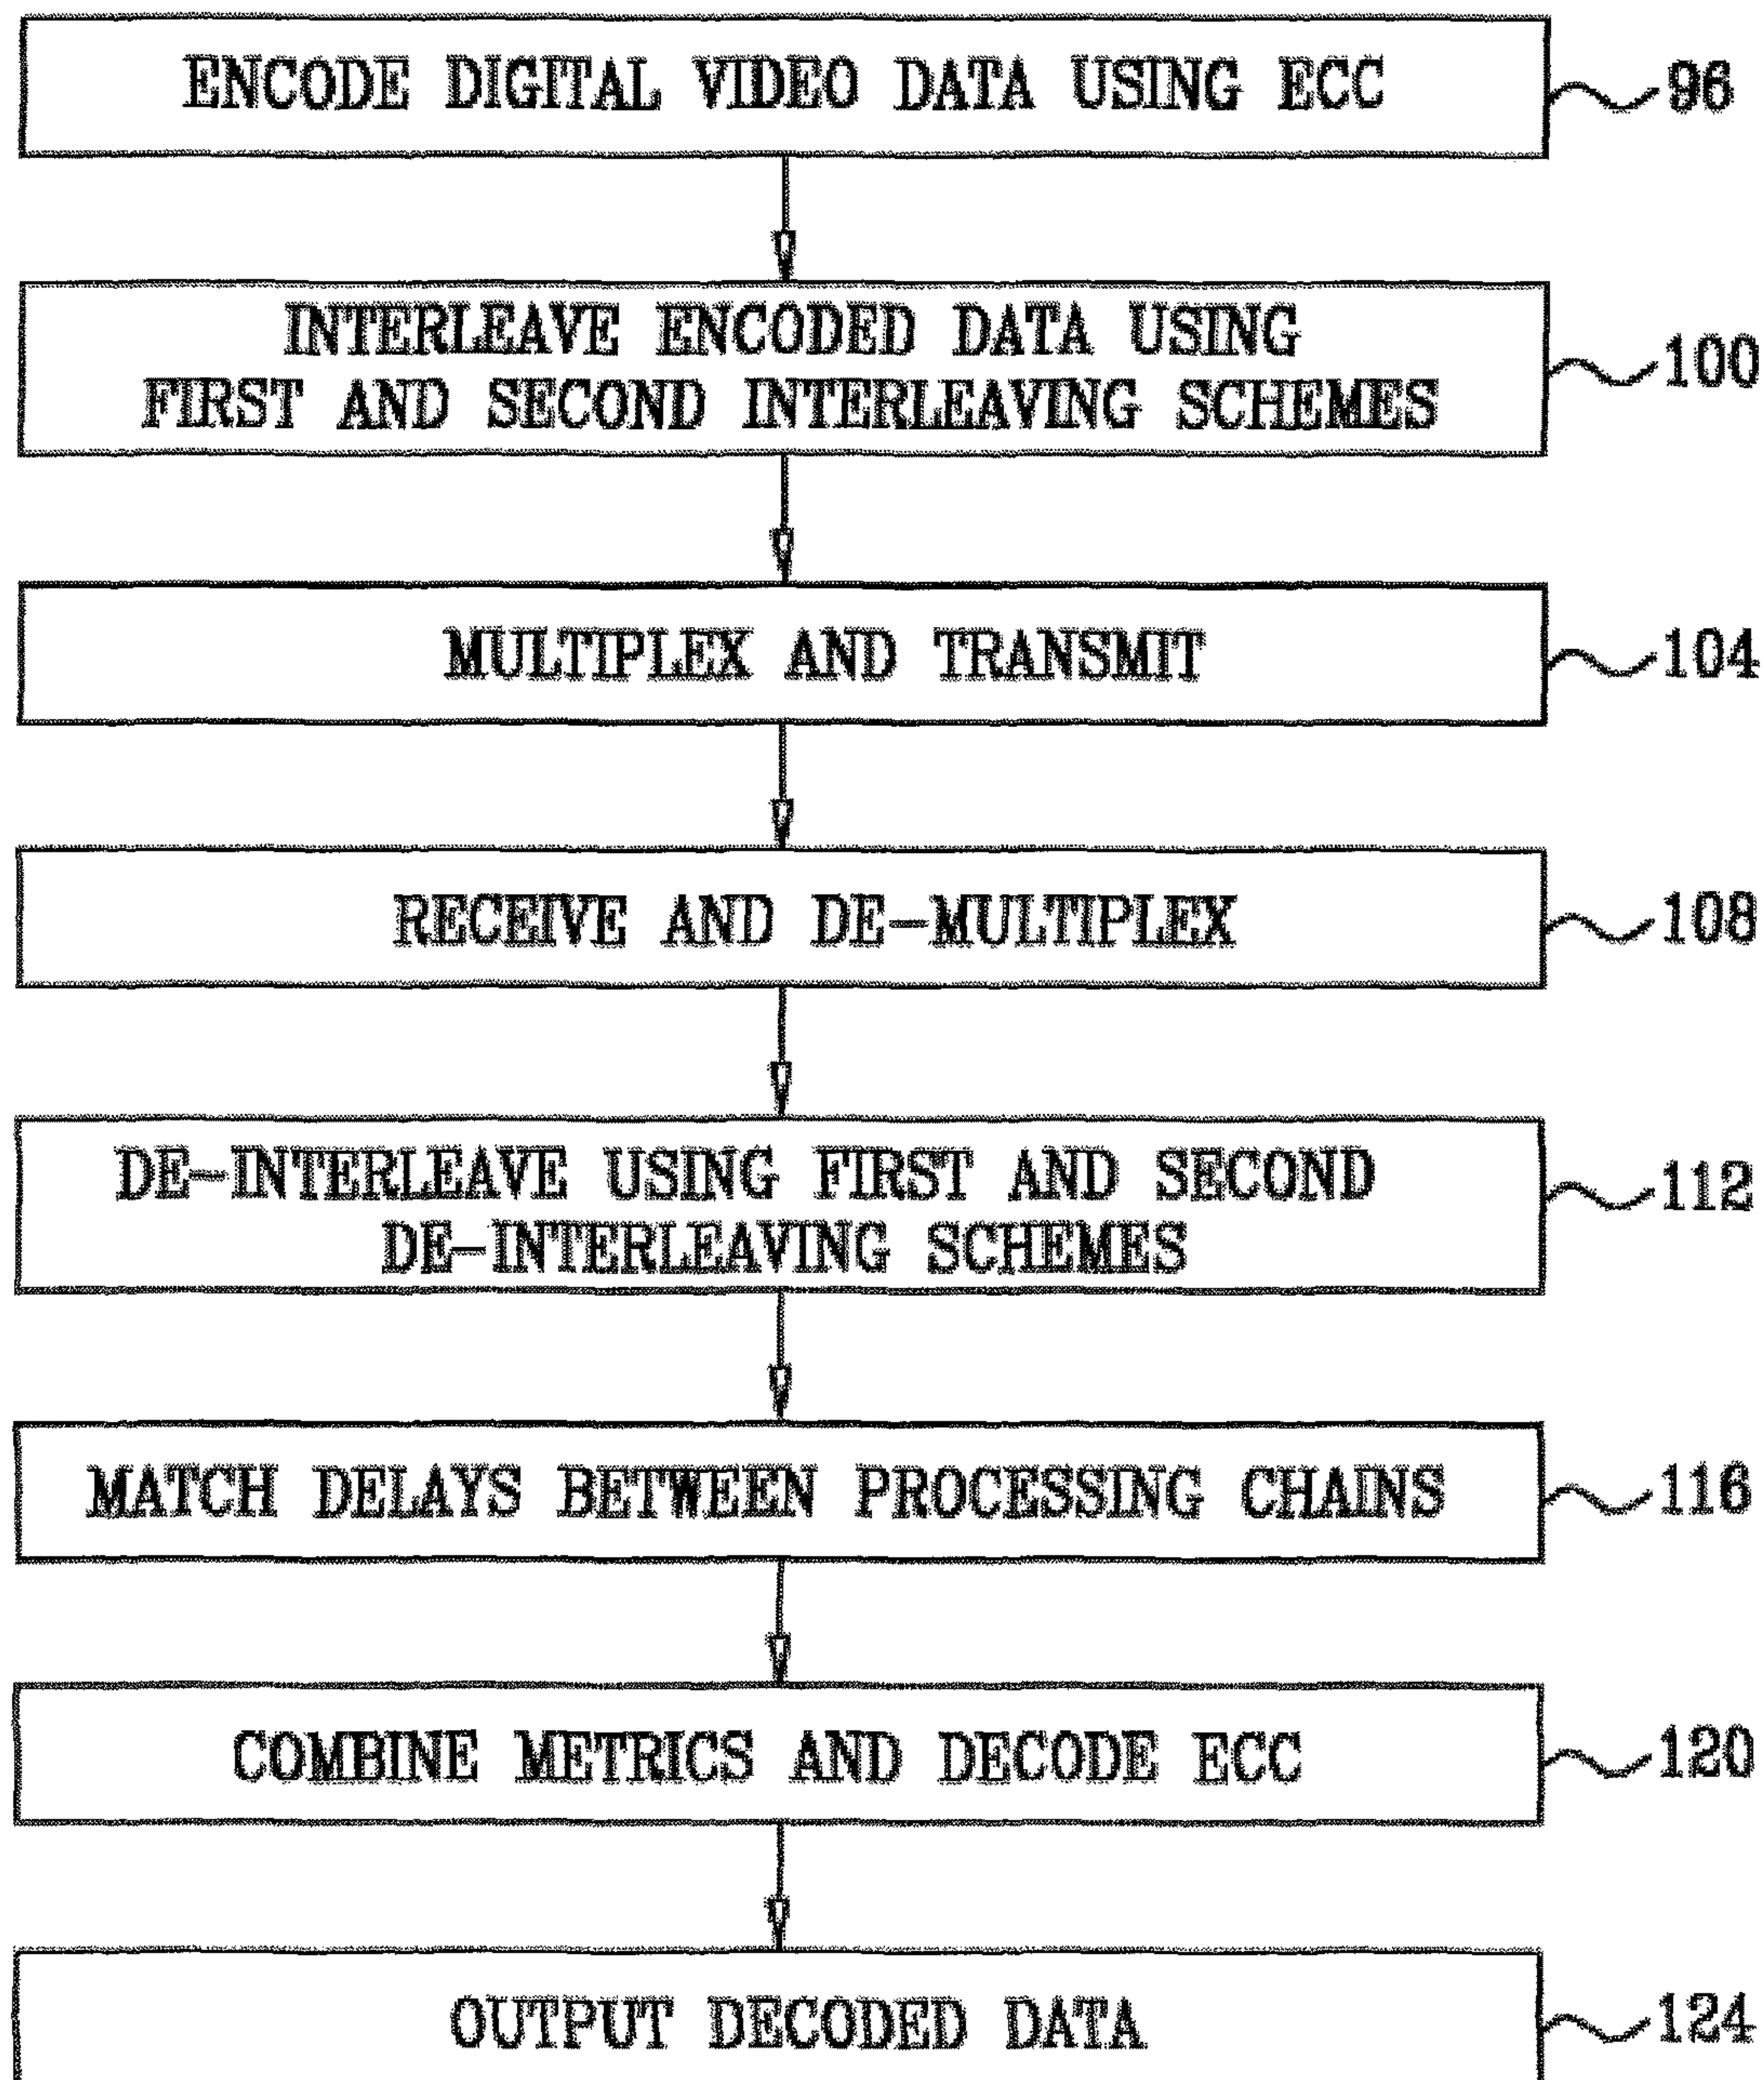 ENCODE DIGITAL VIDEO DATA USING ECC
96
INTERLEAVE ENCODED DATA USING
FIRST AND SECOND INTERLEAVING SCHEMES
100
MULTIPLEX AND TRANSMIT
104
RECEIVE AND DE-MULTIPLEX
108
DE-INTERLEAVE USING FIRST AND SECOND
DE-INTERLEAVING SCHEMES
112
MATCH DELAYS BETWEEN PROCESSING CHAINS
116
COMBINE METRICS AND DECODE ECC
120
OUTPUT DECODED DATA
124